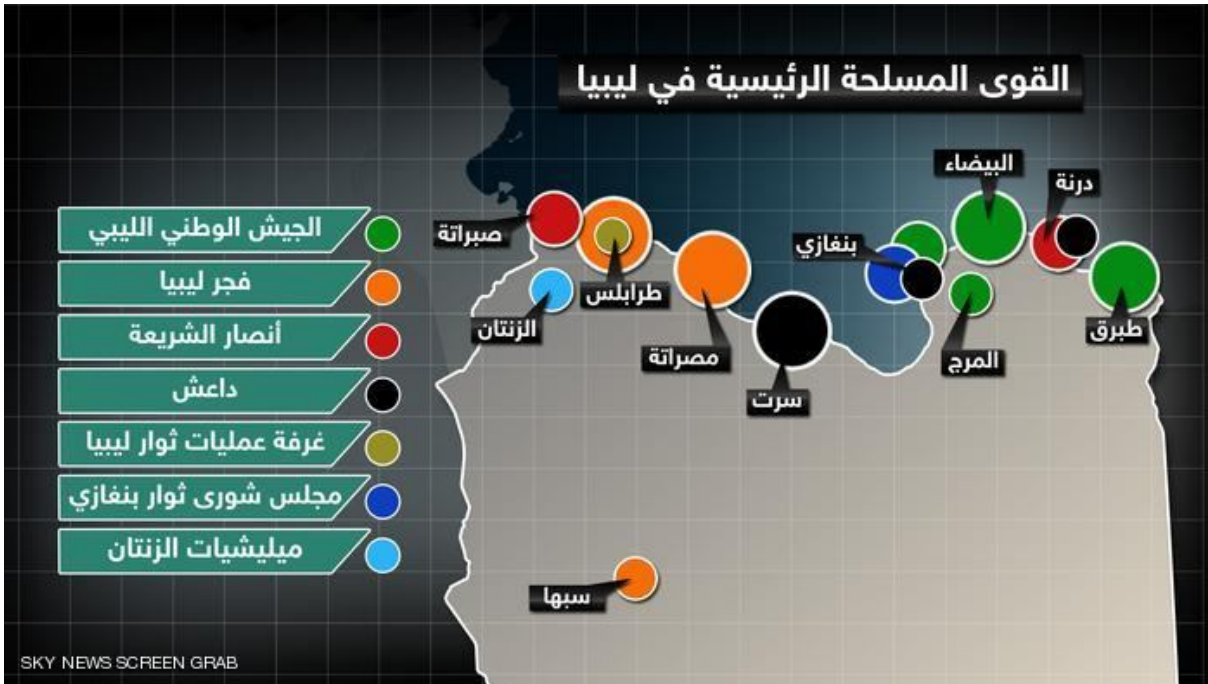 القوى المسلحة الرئيسية في ليبيا
الجيش الوطني الليبي
فجر ليبيا
أنصار الشريعة
داعش
غرفة عمليات ثوار ليبيا
مجلس شورى ثوار بنغازي
ميليشيات الزنتان
البيضاء
درنة
صبراتة
بنغازي
طرابلس
الزنتان
طبرق
مصراتة
المرج
سرت
سبها
SKY NEWS SCREEN GRAB